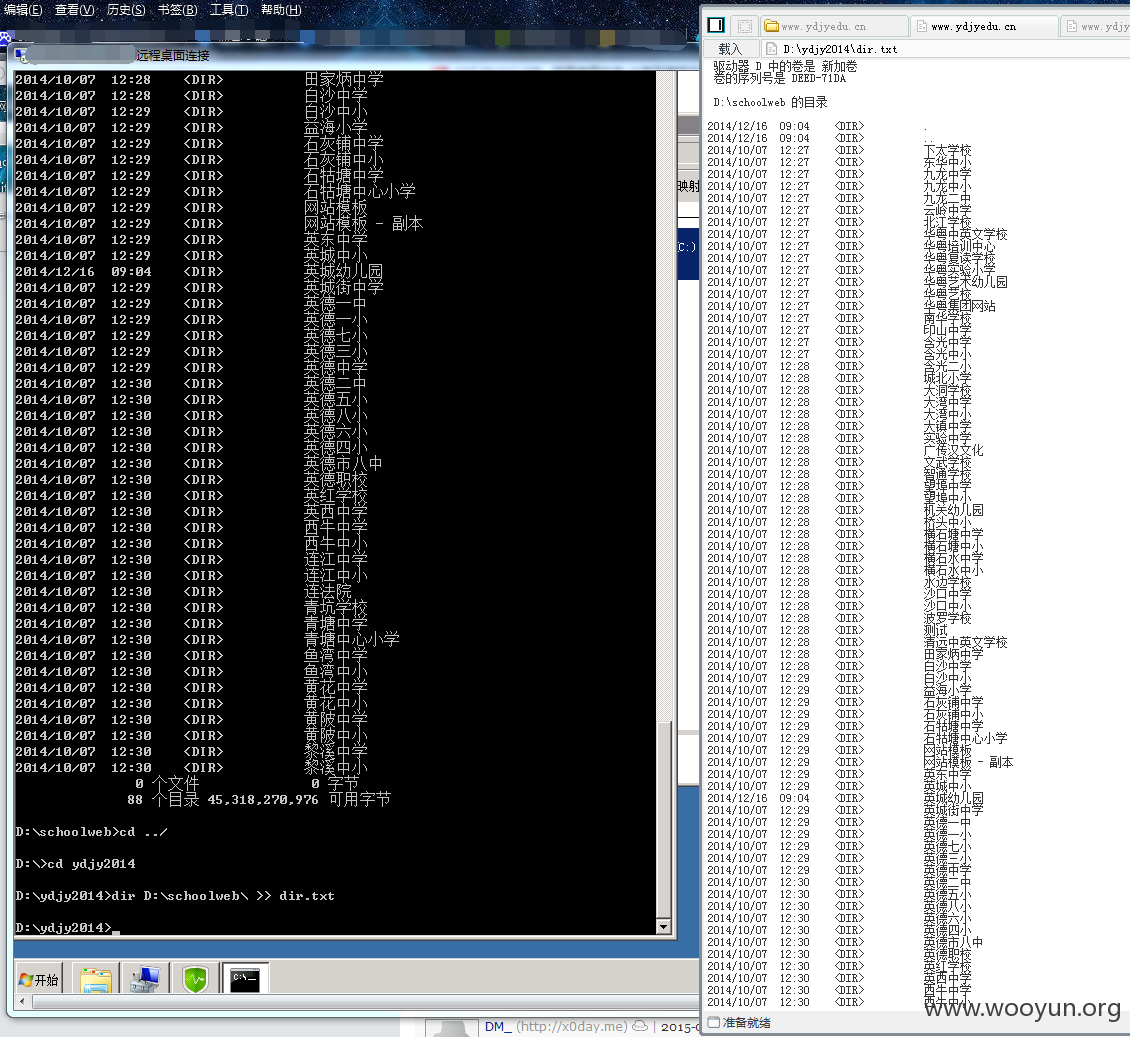 编辑(E) 查看(V) 历史(S) 书签(B) 工具(T) 帮助(H)
远程桌面连接
2014/10/07 12:28 <DIR> 田家炳中学
2014/10/07 12:28 <DIR> 白沙中学
2014/10/07 12:29 <DIR> 白沙中小
2014/10/07 12:29 <DIR> 益海小学
2014/10/07 12:29 <DIR> 石灰铺中学
2014/10/07 12:29 <DIR> 石灰铺中小
2014/10/07 12:29 <DIR> 石牯塘中学
2014/10/07 12:29 <DIR> 石牯塘中心小学
2014/10/07 12:29 <DIR> 网站模板
2014/10/07 12:29 <DIR> 网站模板 - 副本
2014/10/07 12:29 <DIR> 英东中学
2014/10/07 12:29 <DIR> 英城中小
2014/12/16 09:04 <DIR> 英城幼儿园
2014/10/07 12:29 <DIR> 英城街中学
2014/10/07 12:29 <DIR> 英德一中
2014/10/07 12:29 <DIR> 英德一小
2014/10/07 12:29 <DIR> 英德七小
2014/10/07 12:29 <DIR> 英德三小
2014/10/07 12:29 <DIR> 英德中学
2014/10/07 12:30 <DIR> 英德二中
2014/10/07 12:30 <DIR> 英德五小
2014/10/07 12:30 <DIR> 英德八小
2014/10/07 12:30 <DIR> 英德六小
2014/10/07 12:30 <DIR> 英德四小
2014/10/07 12:30 <DIR> 英德市八中
2014/10/07 12:30 <DIR> 英德职校
2014/10/07 12:30 <DIR> 英红学校
2014/10/07 12:30 <DIR> 英西中学
2014/10/07 12:30 <DIR> 西牛中学
2014/10/07 12:30 <DIR> 西牛中小
2014/10/07 12:30 <DIR> 连江中学
2014/10/07 12:30 <DIR> 连江中小
2014/10/07 12:30 <DIR> 连法院
2014/10/07 12:30 <DIR> 青坑学校
2014/10/07 12:30 <DIR> 青塘中学
2014/10/07 12:30 <DIR> 青塘中心小学
2014/10/07 12:30 <DIR> 鱼湾中学
2014/10/07 12:30 <DIR> 鱼湾中小
2014/10/07 12:30 <DIR> 黄花中学
2014/10/07 12:30 <DIR> 黄花中小
2014/10/07 12:30 <DIR> 黄陂中学
2014/10/07 12:30 <DIR> 黄陂中小
2014/10/07 12:30 <DIR> 黎溪中学
2014/10/07 12:30 <DIR> 黎溪中小
0 个文件 0 字节
88 个目录 45,318,270,976 可用字节
D:\schoolweb>cd ../
D:\>cd ydjy2014
D:\ydjy2014>dir D:\schoolweb\ >> dir.txt
D:\ydjy2014>
开始
映射
C:)
DM_ (http://x0day.me) | 2015-0
www.ydjyedu.cn www.ydjyedu.cn www.ydjy
载入 D:\ydjy2014\dir.txt
驱动器 D 中的卷是 新加卷
卷的序列号是 DEED-71DA
D:\schoolweb 的目录
2014/12/16 09:04 <DIR> .
2014/12/16 09:04 <DIR> ..
2014/10/07 12:27 <DIR> 下太学校
2014/10/07 12:27 <DIR> 东华中小
2014/10/07 12:27 <DIR> 九龙中学
2014/10/07 12:27 <DIR> 九龙中小
2014/10/07 12:27 <DIR> 九龙二中
2014/10/07 12:27 <DIR> 云岭中学
2014/10/07 12:27 <DIR> 北江学校
2014/10/07 12:27 <DIR> 华粤中英文学校
2014/10/07 12:27 <DIR> 华粤培训中心
2014/10/07 12:27 <DIR> 华粤复读学校
2014/10/07 12:27 <DIR> 华粤实验小学
2014/10/07 12:27 <DIR> 华粤艺术幼儿园
2014/10/07 12:27 <DIR> 华粤艺校
2014/10/07 12:27 <DIR> 华粤集团网站
2014/10/07 12:27 <DIR> 南华学校
2014/10/07 12:27 <DIR> 印山中学
2014/10/07 12:27 <DIR> 含光中学
2014/10/07 12:27 <DIR> 含光中小
2014/10/07 12:28 <DIR> 含光二小
2014/10/07 12:28 <DIR> 城北小学
2014/10/07 12:28 <DIR> 大洞学校
2014/10/07 12:28 <DIR> 大湾中学
2014/10/07 12:28 <DIR> 大湾中小
2014/10/07 12:28 <DIR> 大镇中学
2014/10/07 12:28 <DIR> 实验中学
2014/10/07 12:28 <DIR> 广传汉文化
2014/10/07 12:28 <DIR> 文武学校
2014/10/07 12:28 <DIR> 智通学校
2014/10/07 12:28 <DIR> 望埠中学
2014/10/07 12:28 <DIR> 望埠中小
2014/10/07 12:28 <DIR> 机关幼儿园
2014/10/07 12:28 <DIR> 桥头中小
2014/10/07 12:28 <DIR> 横石塘中学
2014/10/07 12:28 <DIR> 横石塘中小
2014/10/07 12:28 <DIR> 横石水中学
2014/10/07 12:28 <DIR> 横石水中小
2014/10/07 12:28 <DIR> 水边学校
2014/10/07 12:28 <DIR> 沙口中学
2014/10/07 12:28 <DIR> 沙口中小
2014/10/07 12:28 <DIR> 波罗学校
2014/10/07 12:28 <DIR> 测试
2014/10/07 12:28 <DIR> 清远中英文学校
2014/10/07 12:28 <DIR> 田家炳中学
2014/10/07 12:28 <DIR> 白沙中学
2014/10/07 12:29 <DIR> 白沙中小
2014/10/07 12:29 <DIR> 益海小学
2014/10/07 12:29 <DIR> 石灰铺中学
2014/10/07 12:29 <DIR> 石灰铺中小
2014/10/07 12:29 <DIR> 石牯塘中学
2014/10/07 12:29 <DIR> 石牯塘中心小学
2014/10/07 12:29 <DIR> 网站模板
2014/10/07 12:29 <DIR> 网站模板 - 副本
2014/10/07 12:29 <DIR> 英东中学
2014/10/07 12:29 <DIR> 英城中小
2014/12/16 09:04 <DIR> 英城幼儿园
2014/10/07 12:29 <DIR> 英城街中学
2014/10/07 12:29 <DIR> 英德一中
2014/10/07 12:29 <DIR> 英德一小
2014/10/07 12:29 <DIR> 英德七小
2014/10/07 12:29 <DIR> 英德三小
2014/10/07 12:29 <DIR> 英德中学
2014/10/07 12:30 <DIR> 英德二中
2014/10/07 12:30 <DIR> 英德五小
2014/10/07 12:30 <DIR> 英德八小
2014/10/07 12:30 <DIR> 英德六小
2014/10/07 12:30 <DIR> 英德四小
2014/10/07 12:30 <DIR> 英德市八中
2014/10/07 12:30 <DIR> 英德职校
2014/10/07 12:30 <DIR> 英红学校
2014/10/07 12:30 <DIR> 英西中学
2014/10/07 12:30 <DIR> 西牛中学
2014/10/07 12:30 <DIR> 西牛中小
www.wooyun.org
准备就绪